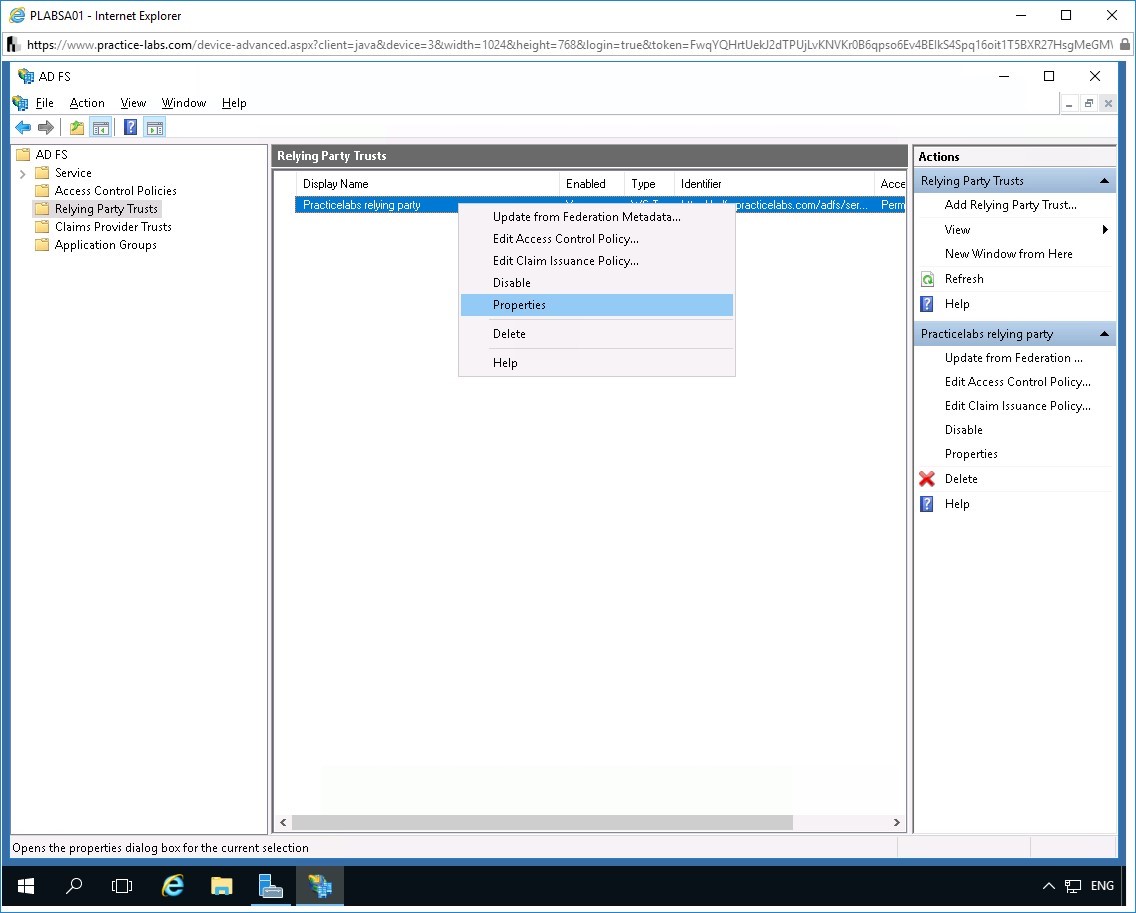 PLABSA01 - Internet Explorer
https://www.practice-labs.com/device-advanced.aspx?client=java&device=3&width=1024&height=768&login=true&token=
AD FS
File Action View Window Help
AD FS
Service
Access Control Policies
Relying Party Trusts
Claims Provider Trusts
Application Groups
Relying Party Trusts
Display Name Enabled Type Identifier Acce
Practicelabs relying party practicelabs.com/adfs/ser... Perm
Update from Federation Metadata...
Edit Access Control Policy...
Edit Claim Issuance Policy...
Disable
Properties
Delete
Help
Actions
Relying Party Trusts
Add Relying Party Trust...
View
New Window from Here
Refresh
Help
Practicelabs relying party
Update from Federation ...
Edit Access Control Policy...
Edit Claim Issuance Policy...
Disable
Properties
Delete
Help
Opens the properties dialog box for the current selection
ENG